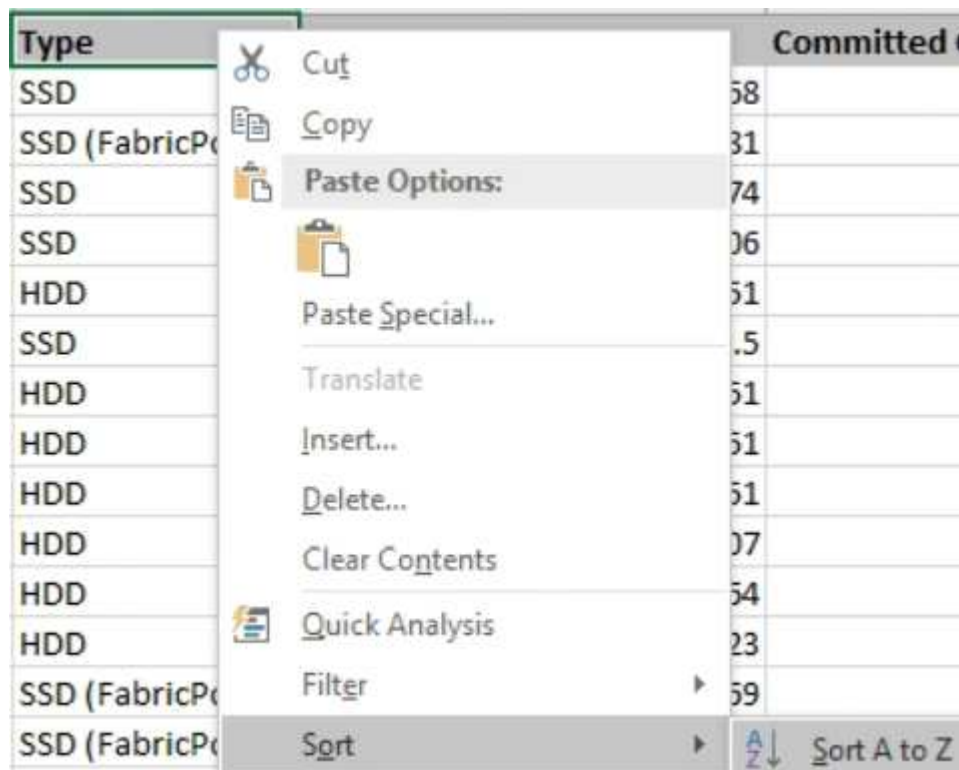 Type
Committed
SSD
Cut
58
SSD (FabricPo
Copy
31
SSD
Paste Options:
74
SSD
06
HDD
Paste Special...
51
SSD
.5
HDD
Translate
51
HDD
Insert...
51
HDD
Delete...
51
HDD
Clear Contents
07
HDD
54
HDD
Quick Analysis
23
SSD (FabricPo
Filter
59
SSD (FabricPo
Sort
Sort A to Z